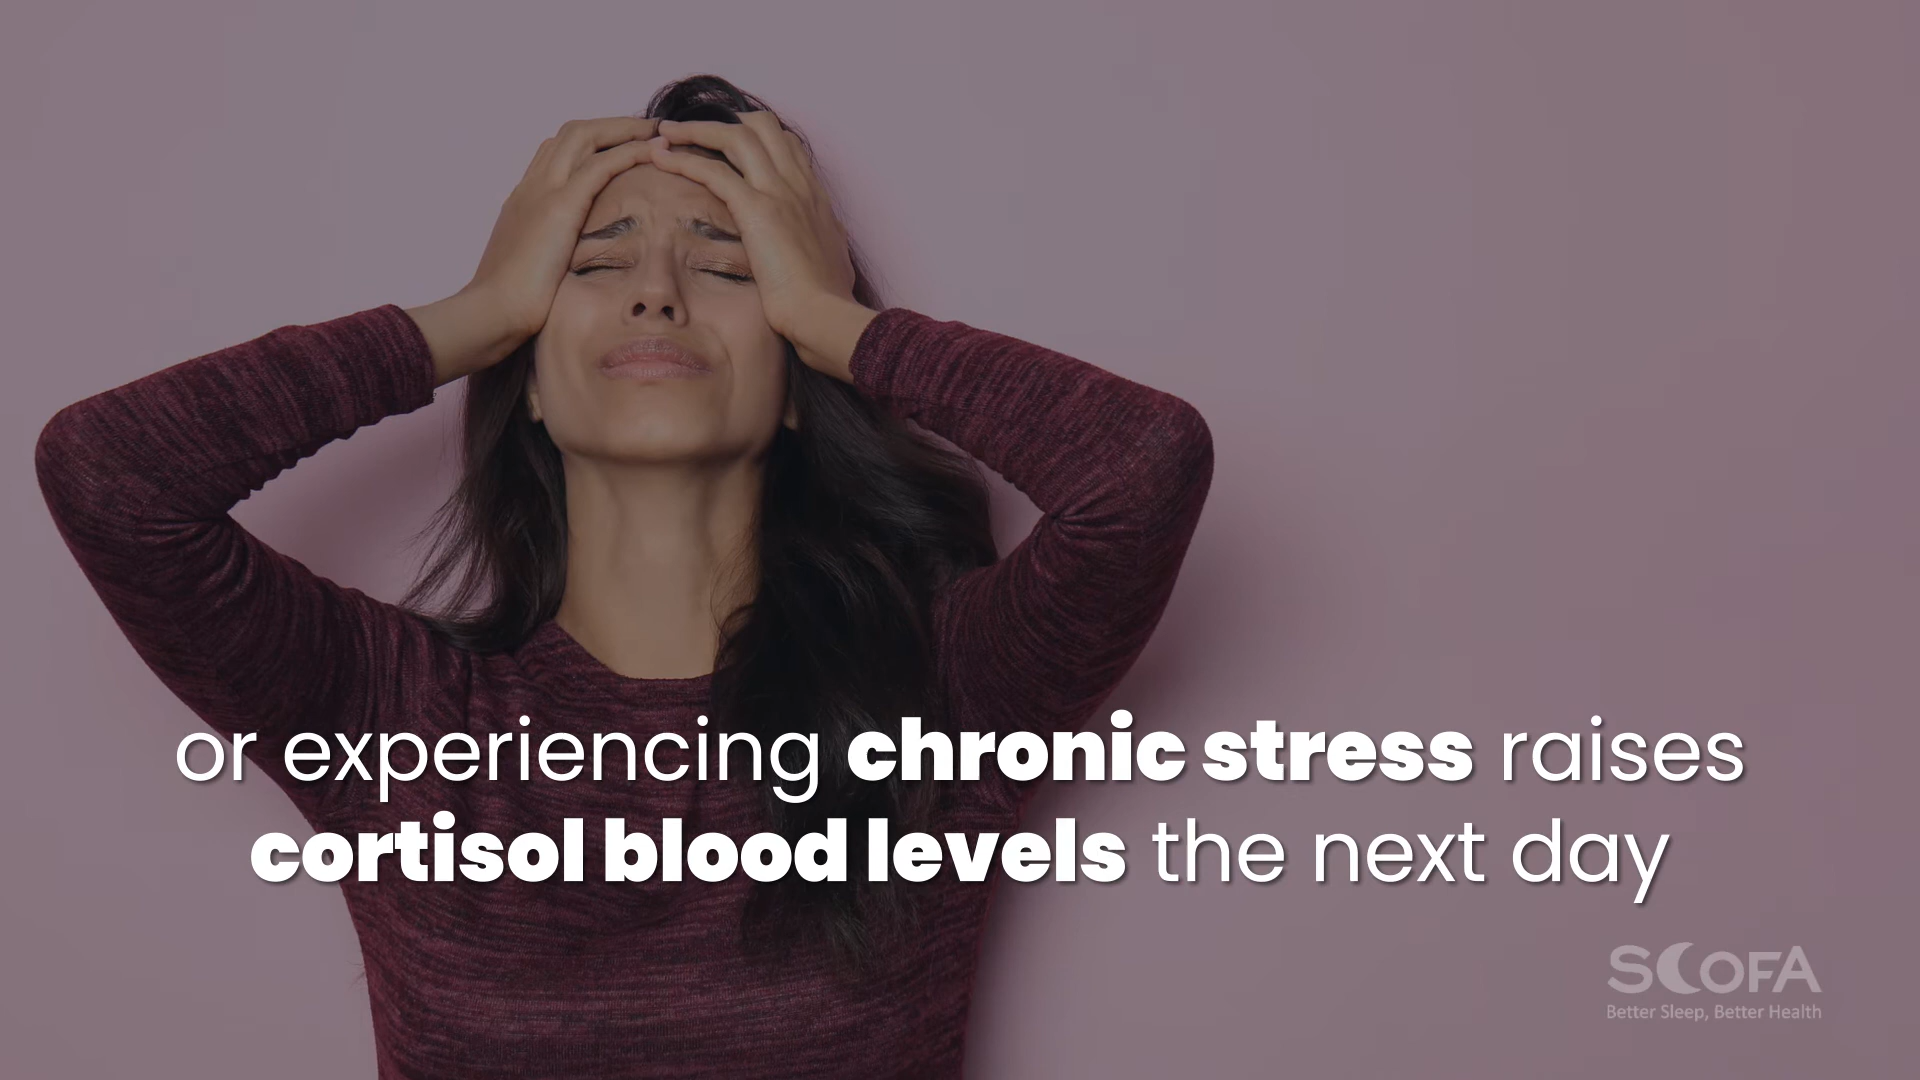 or experiencing chronic stress raises
cortisol blood levels the next day
SCOFA
Better Sleep, Better Health